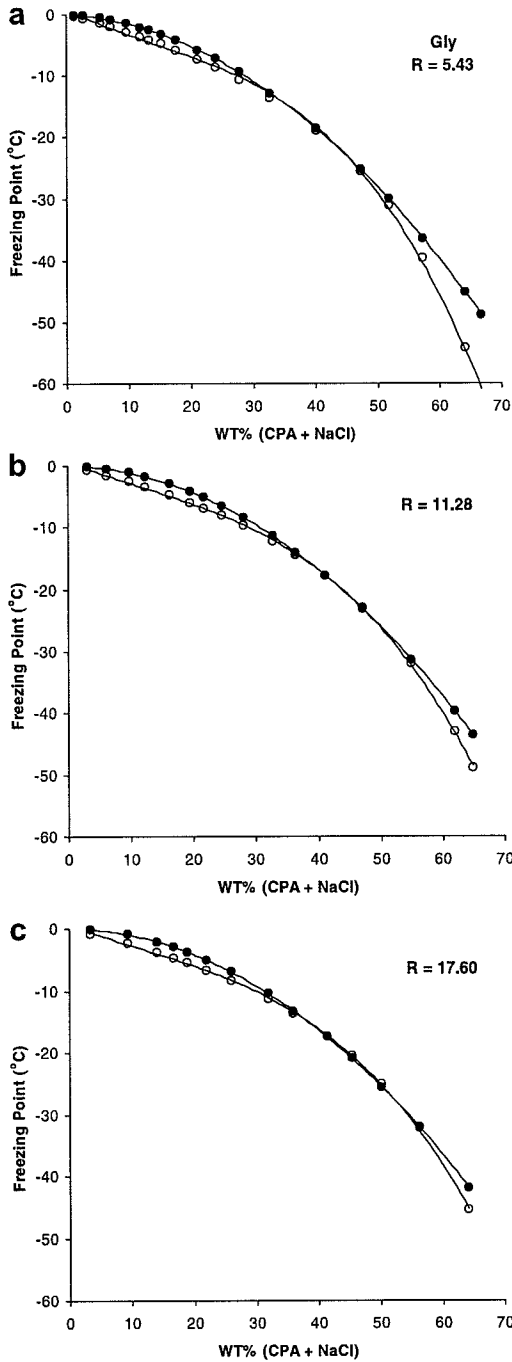 a
Gly
R = 5.43
Freezing Point (°C)
0
-10
-20
-30
-40
-50
-60
0 10 20 30 40 50 60 70
WT% (CPA + NaCl)
b
R = 11.28
Freezing Point (°C)
0
-10
-20
-30
-40
-50
-60
0 10 20 30 40 50 60 70
WT% (CPA + NaCl)
c
R = 17.60
Freezing Point (°C)
0
-10
-20
-30
-40
-50
-60
0 10 20 30 40 50 60 70
WT% (CPA + NaCl)